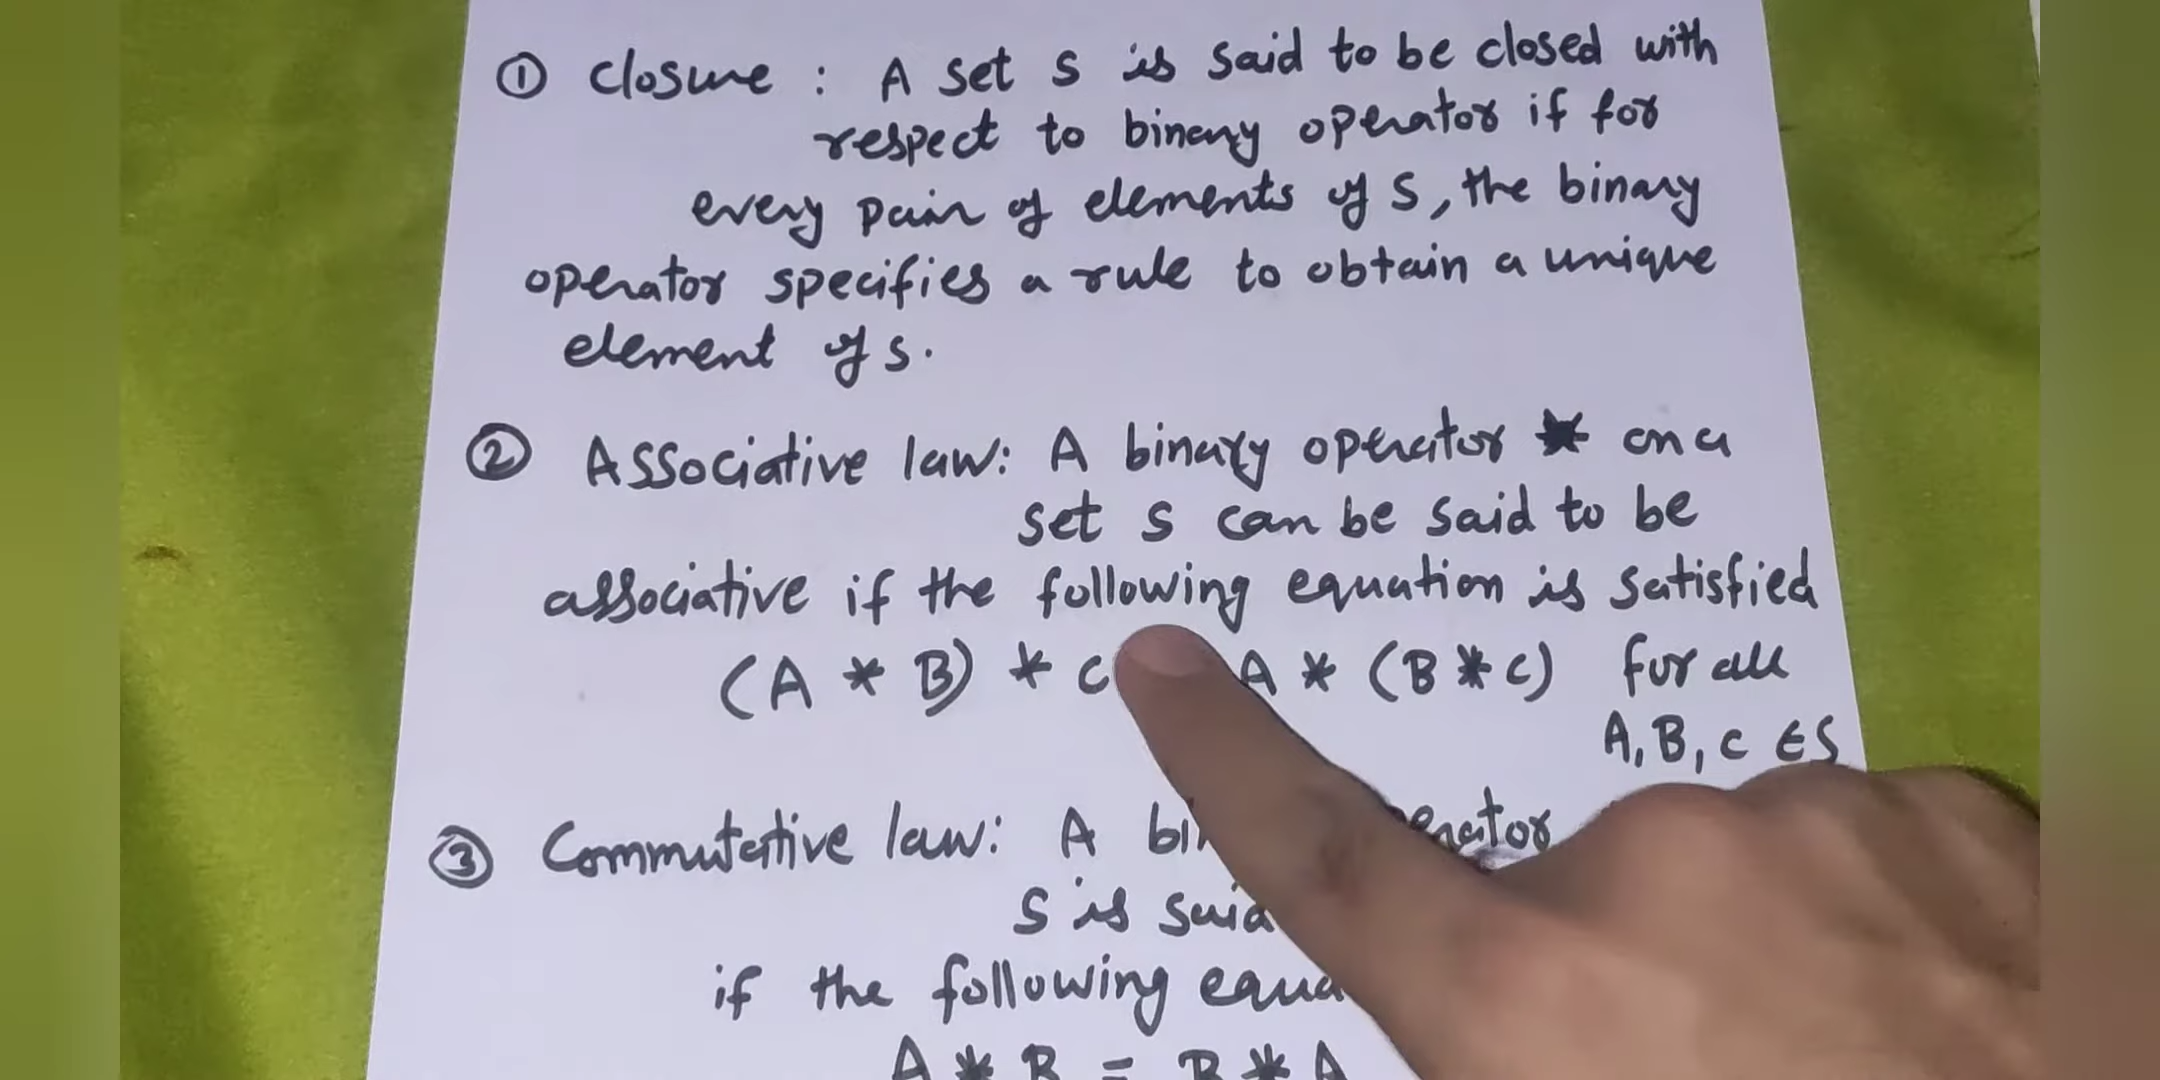 ① Closure : A set S is said to be closed with
respect to binary operator if for
every pair of elements of S, the binary
operator specifies a rule to obtain a unique
element of S.
② Associative law: A binary operator * on a
set S can be said to be
associative if the following equation is satisfied
(A * B) * C A * (B * C) for all
A, B, C ∈ S
③ Commutative law: A
S is said
if the following
A * B = B * A